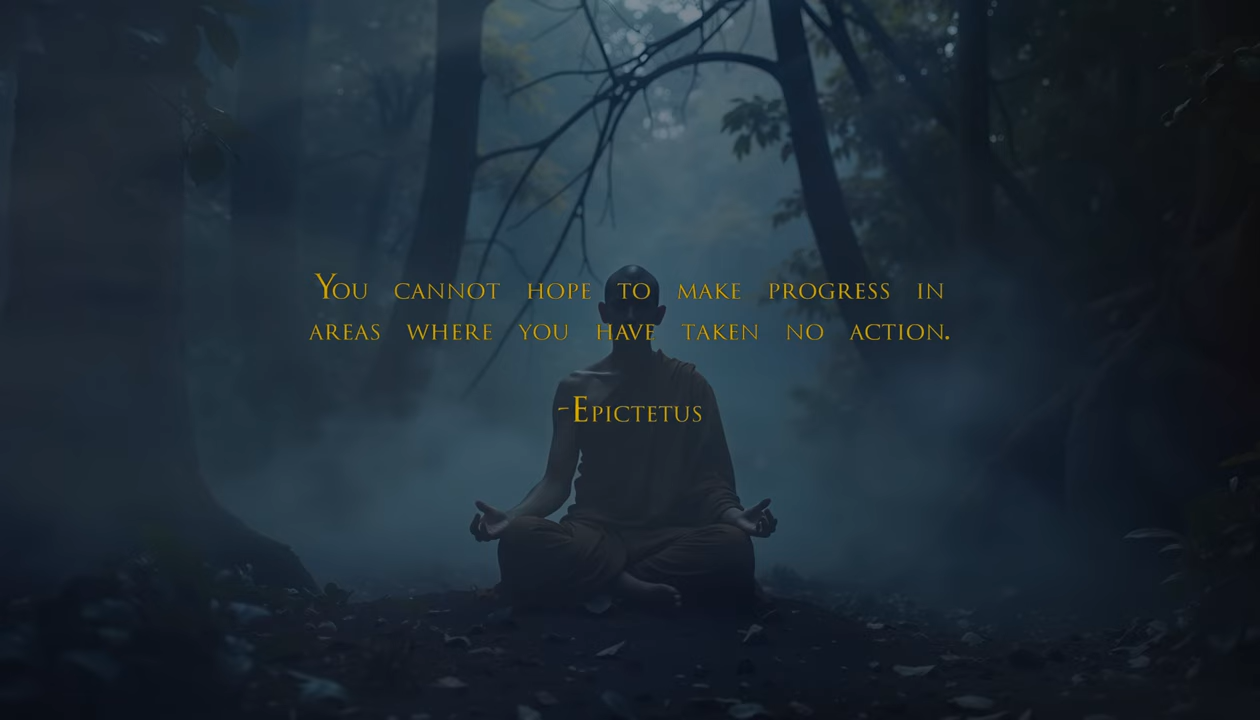 You cannot hope to make progress in
areas where you have taken no action.
-Epictetus